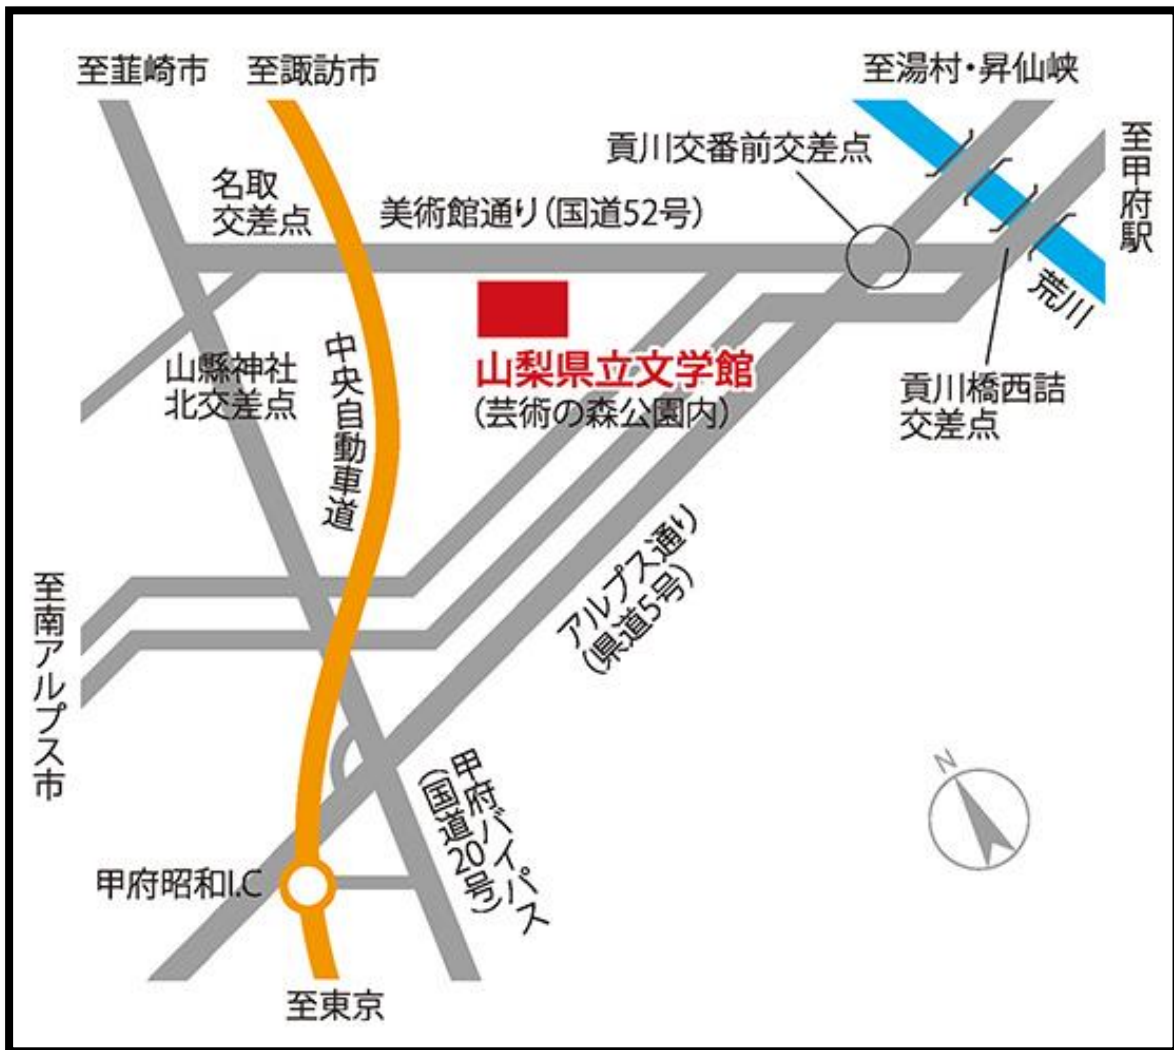 至韮崎市
至諏訪市
至湯村・昇仙峡
貢川交番前交差点
至甲府駅
名取
交差点
美術館通り(国道52号)
荒川
山縣神社
北交差点
中央自動車道
山梨県立文学館
(芸術の森公園内)
貢川橋西詰
交差点
アルプス通り
(県道5号)
至南アルプス市
甲府バイパス
(国道20号)
N
甲府昭和I.C
至東京